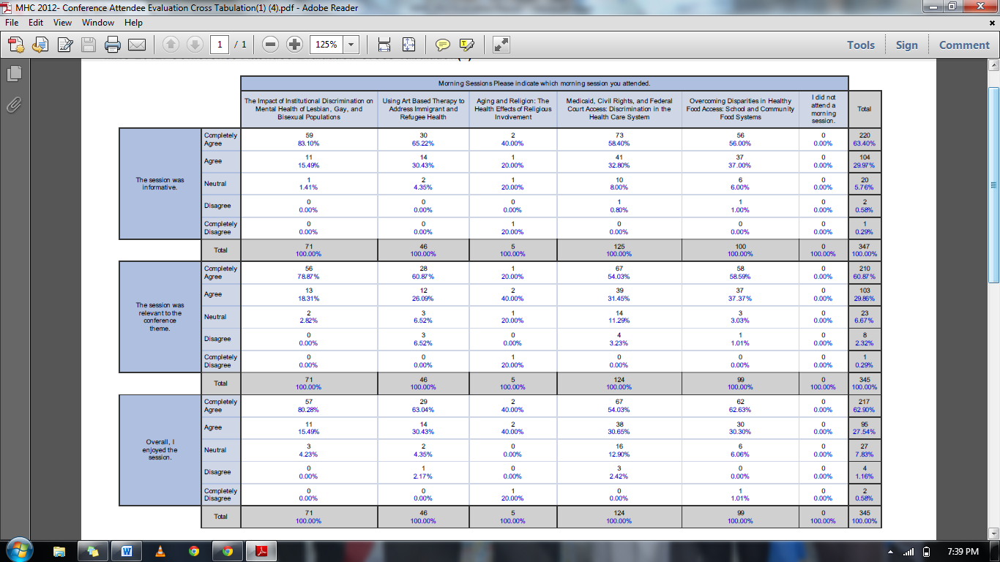 MHC 2012- Conference Attendee Evaluation Cross Tabulation(1) (4).pdf - Adobe Reader
File Edit View Window Help
1 / 1 125% Tools Sign Comment
Morning Sessions Please indicate which morning session you attended.
The Impact of Institutional Discrimination on Mental Health of Lesbian, Gay, and Bisexual Populations
Using Art Based Therapy to Address Immigrant and Refugee Health
Aging and Religion: The Health Effects of Religious Involvement
Medicaid, Civil Rights, and Federal Court Access: Discrimination in the Health Care System
Overcoming Disparities in Healthy Food Access: School and Community Food Systems
I did not attend a morning session.
Total
The session was informative.
Completely Agree
59 30 2 73 56 0 220
83.10% 65.22% 40.00% 58.40% 56.00% 0.00% 63.40%
Agree
11 14 1 41 37 0 104
15.49% 30.43% 20.00% 32.80% 37.00% 0.00% 29.97%
Neutral
1 2 1 10 6 0 20
1.41% 4.35% 20.00% 8.00% 6.00% 0.00% 5.76%
Disagree
0 0 0 1 1 0 2
0.00% 0.00% 0.00% 0.80% 1.00% 0.00% 0.58%
Completely Disagree
0 0 1 0 0 0 1
0.00% 0.00% 20.00% 0.00% 0.00% 0.00% 0.29%
Total
71 46 5 125 100 0 347
100.00% 100.00% 100.00% 100.00% 100.00% 100.00% 100.00%
The session was relevant to the conference theme.
Completely Agree
56 28 1 67 58 0 210
78.87% 60.87% 20.00% 54.03% 58.59% 0.00% 60.87%
Agree
13 12 2 39 37 0 103
18.31% 26.09% 40.00% 31.45% 37.37% 0.00% 29.86%
Neutral
2 3 1 14 3 0 23
2.82% 6.52% 20.00% 11.29% 3.03% 0.00% 6.67%
Disagree
0 3 0 4 1 0 8
0.00% 6.52% 0.00% 3.23% 1.01% 0.00% 2.32%
Completely Disagree
0 0 1 0 0 0 1
0.00% 0.00% 20.00% 0.00% 0.00% 0.00% 0.29%
Total
71 46 5 124 99 0 345
100.00% 100.00% 100.00% 100.00% 100.00% 100.00% 100.00%
Overall, I enjoyed the session.
Completely Agree
57 29 2 67 62 0 217
80.28% 63.04% 40.00% 54.03% 62.63% 0.00% 62.90%
Agree
11 14 2 38 30 0 95
15.49% 30.43% 40.00% 30.65% 30.30% 0.00% 27.54%
Neutral
3 2 0 16 6 0 27
4.23% 4.35% 0.00% 12.90% 6.06% 0.00% 7.83%
Disagree
0 1 0 3 0 0 4
0.00% 2.17% 0.00% 2.42% 0.00% 0.00% 1.16%
Completely Disagree
0 0 1 0 1 0 2
0.00% 0.00% 20.00% 0.00% 1.01% 0.00% 0.58%
Total
71 46 5 124 99 0 345
100.00% 100.00% 100.00% 100.00% 100.00% 100.00% 100.00%
7:39 PM